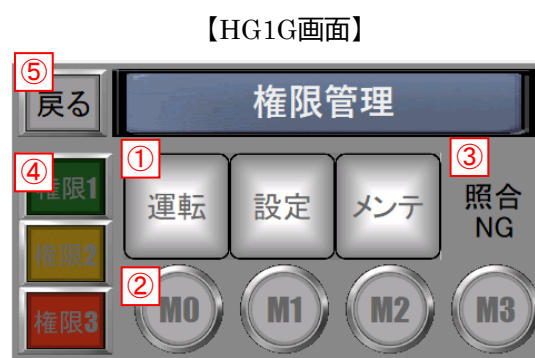 【HG1G画面】
⑤
戻る
権限管理
④
権限1
①
運転
設定
メンテ
③
照合
NG
権限2
②
M0
M1
M2
M3
権限3